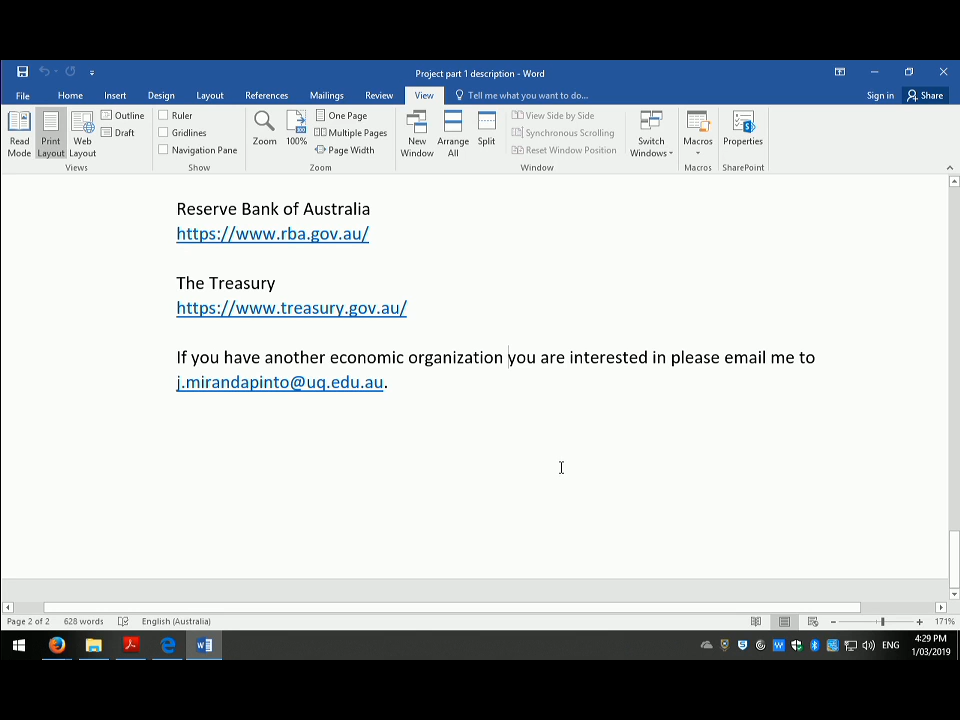 Project part 1 description - Word
File Home Insert Design Layout References Mailings Review View Tell me what you want to do... Sign in Share
Read Mode
Print Layout
Web Layout
Outline
Draft
Views
Ruler
Gridlines
Navigation Pane
Show
Zoom
100%
One Page
Multiple Pages
Page Width
Zoom
New Window
Arrange All
Split
View Side by Side
Synchronous Scrolling
Reset Window Position
Window
Switch Windows
Macros
Macros
Properties
SharePoint
Reserve Bank of Australia
https://www.rba.gov.au/
The Treasury
https://www.treasury.gov.au/
If you have another economic organization you are interested in please email me to
j.mirandapinto@uq.edu.au.
Page 2 of 2 628 words English (Australia) 171%
ENG
4:29 PM
1/03/2019